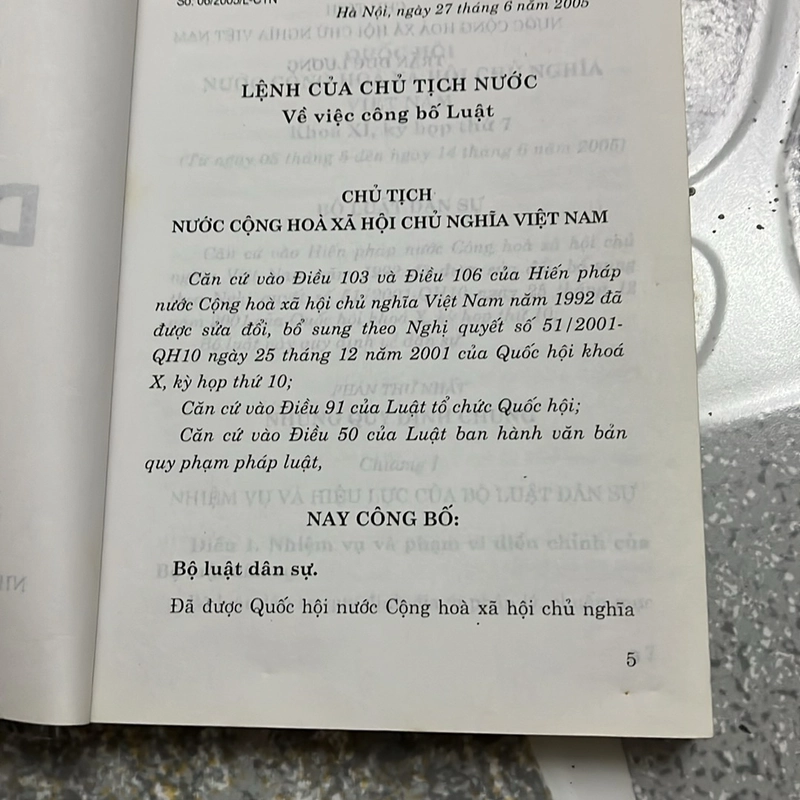 Số: 06/2005/L-CTN
Hà Nội, ngày 27 tháng 6 năm 2005
LỆNH CỦA CHỦ TỊCH NƯỚC
Về việc công bố Luật
CHỦ TỊCH
NƯỚC CỘNG HOÀ XÃ HỘI CHỦ NGHĨA VIỆT NAM
Căn cứ vào Điều 103 và Điều 106 của Hiến pháp
nước Cộng hoà xã hội chủ nghĩa Việt Nam năm 1992 đã
được sửa đổi, bổ sung theo Nghị quyết số 51/2001-
QH10 ngày 25 tháng 12 năm 2001 của Quốc hội khoá
X, kỳ họp thứ 10;
Căn cứ vào Điều 91 của Luật tổ chức Quốc hội;
Căn cứ vào Điều 50 của Luật ban hành văn bản
quy phạm pháp luật,
NAY CÔNG BỐ:
Bộ luật dân sự.
Đã được Quốc hội nước Cộng hoà xã hội chủ nghĩa
5